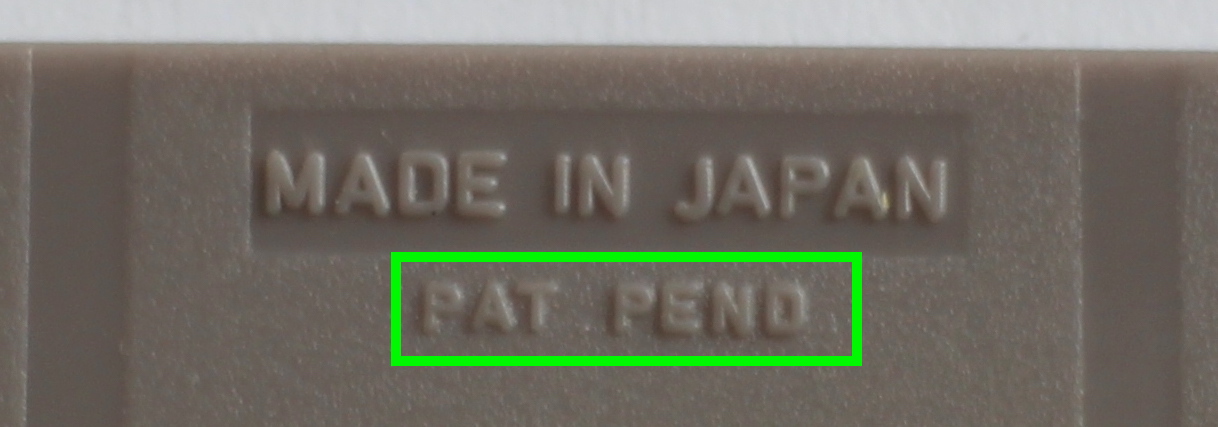 MADE IN JAPAN
PAT PEND